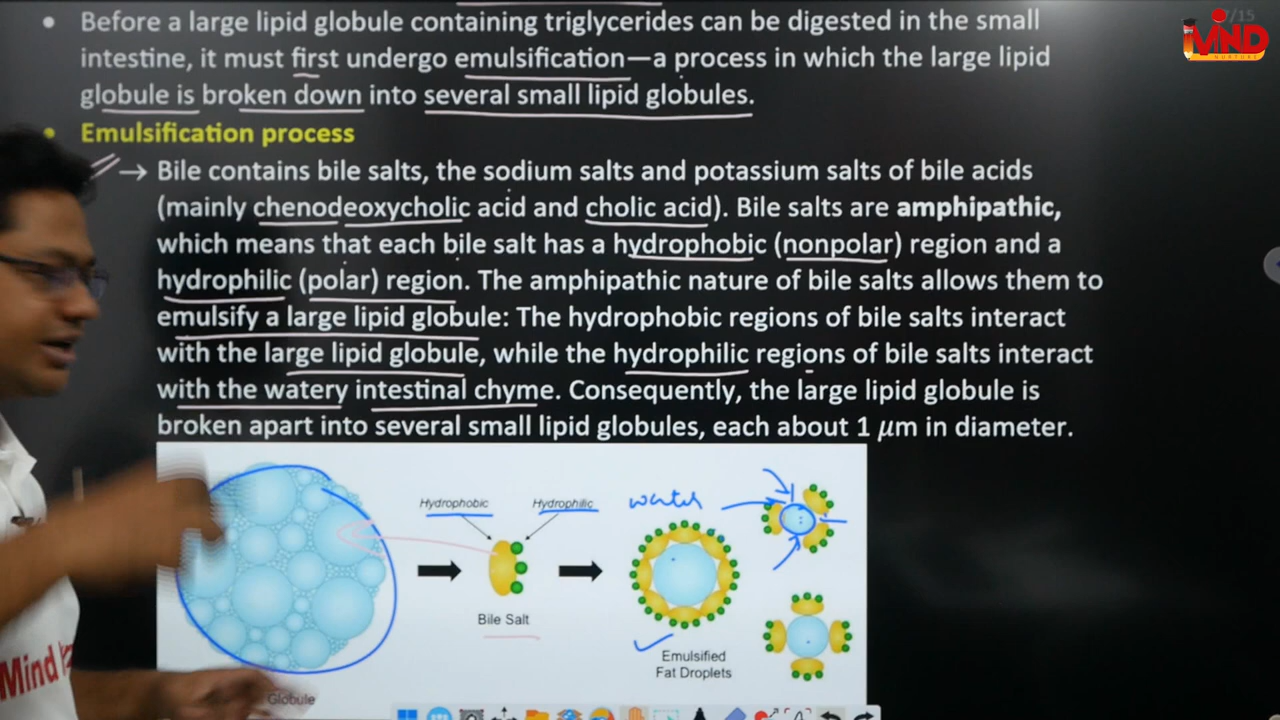 7/15
MIND
NURTURE
• Before a large lipid globule containing triglycerides can be digested in the small
intestine, it must first undergo emulsification—a process in which the large lipid
globule is broken down into several small lipid globules.
• Emulsification process
→ Bile contains bile salts, the sodium salts and potassium salts of bile acids
(mainly chenodeoxycholic acid and cholic acid). Bile salts are amphipathic,
which means that each bile salt has a hydrophobic (nonpolar) region and a
hydrophilic (polar) region. The amphipathic nature of bile salts allows them to
emulsify a large lipid globule: The hydrophobic regions of bile salts interact
with the large lipid globule, while the hydrophilic regions of bile salts interact
with the watery intestinal chyme. Consequently, the large lipid globule is
broken apart into several small lipid globules, each about 1 μm in diameter.
Hydrophobic Hydrophilic water
Bile Salt
Emulsified
Fat Droplets
Globule
Mind